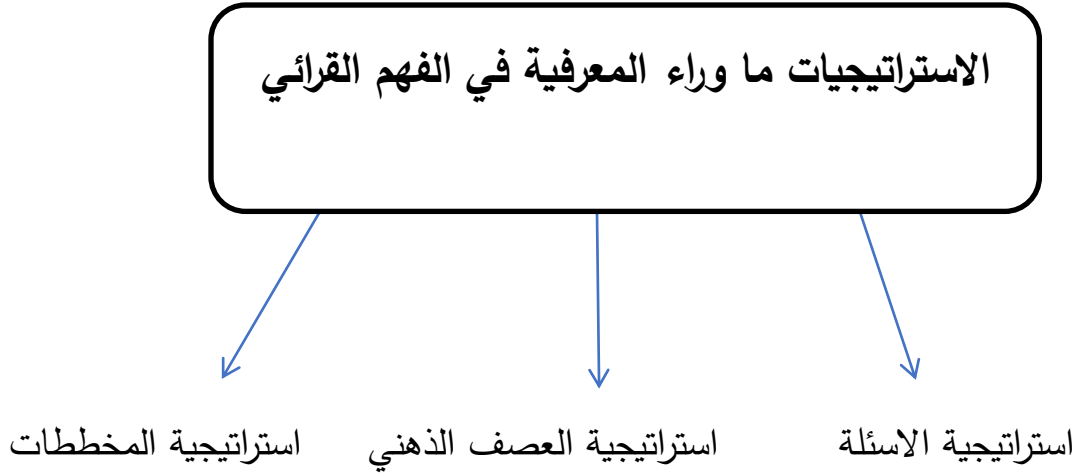 الاستراتيجيات ما وراء المعرفية في الفهم القرائي
استراتيجية الاسئلة
استراتيجية العصف الذهني
استراتيجية المخططات